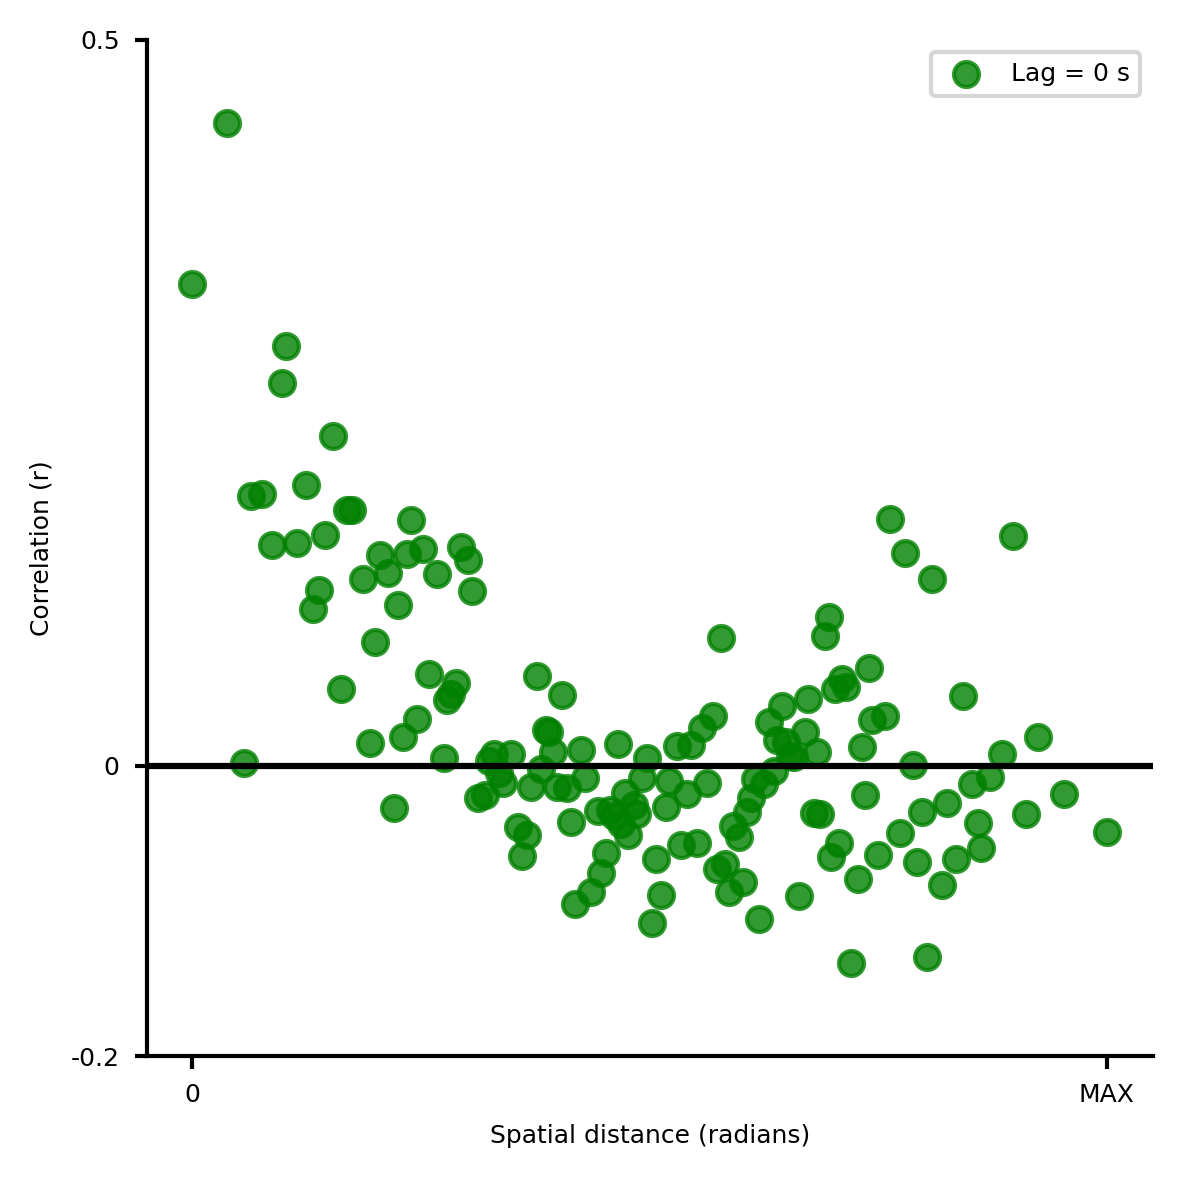 0.5
Lag = 0 s
Correlation (r)
0
-0.2
0
MAX
Spatial distance (radians)